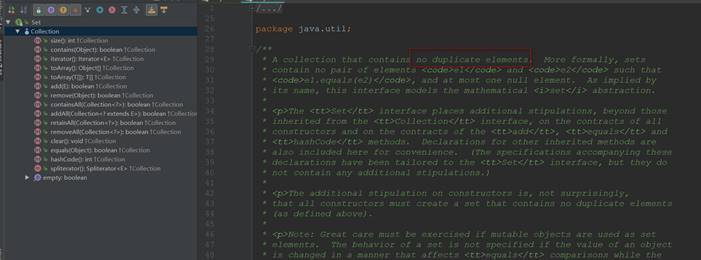 Set
Collection
size(): int ↑Collection
contains(Object): boolean ↑Collection
iterator(): Iterator<E> ↑Collection
toArray(): Object[] ↑Collection
toArray(T[]): T[] ↑Collection
add(E): boolean ↑Collection
remove(Object): boolean ↑Collection
containsAll(Collection<?>): boolean ↑Collection
addAll(Collection<? extends E>): boolean ↑Collection
retainAll(Collection<?>): boolean ↑Collection
removeAll(Collection<?>): boolean ↑Collection
clear(): void ↑Collection
equals(Object): boolean ↑Collection
hashCode(): int ↑Collection
spliterator(): Spliterator<E> ↑Collection
empty: boolean
1 /.../
25
26 package java.util;
27
28 /**
29 * A collection that contains no duplicate elements. More formally, sets
30 * contain no pair of elements <code>e1</code> and <code>e2</code> such that
31 * <code>e1.equals(e2)</code>, and at most one null element. As implied by
32 * its name, this interface models the mathematical <i>set</i> abstraction.
33 *
34 * <p>The <tt>Set</tt> interface places additional stipulations, beyond those
35 * inherited from the <tt>Collection</tt> interface, on the contracts of all
36 * constructors and on the contracts of the <tt>add</tt>, <tt>equals</tt> and
37 * <tt>hashCode</tt> methods. Declarations for other inherited methods are
38 * also included here for convenience. (The specifications accompanying these
39 * declarations have been tailored to the <tt>Set</tt> interface, but they do
40 * not contain any additional stipulations.)
41 *
42 * <p>The additional stipulation on constructors is, not surprisingly,
43 * that all constructors must create a set that contains no duplicate elements
44 * (as defined above).
45 *
46 * <p>Note: Great care must be exercised if mutable objects are used as set
47 * elements. The behavior of a set is not specified if the value of an object
48 * is changed in a manner that affects <tt>equals</tt> comparisons while the